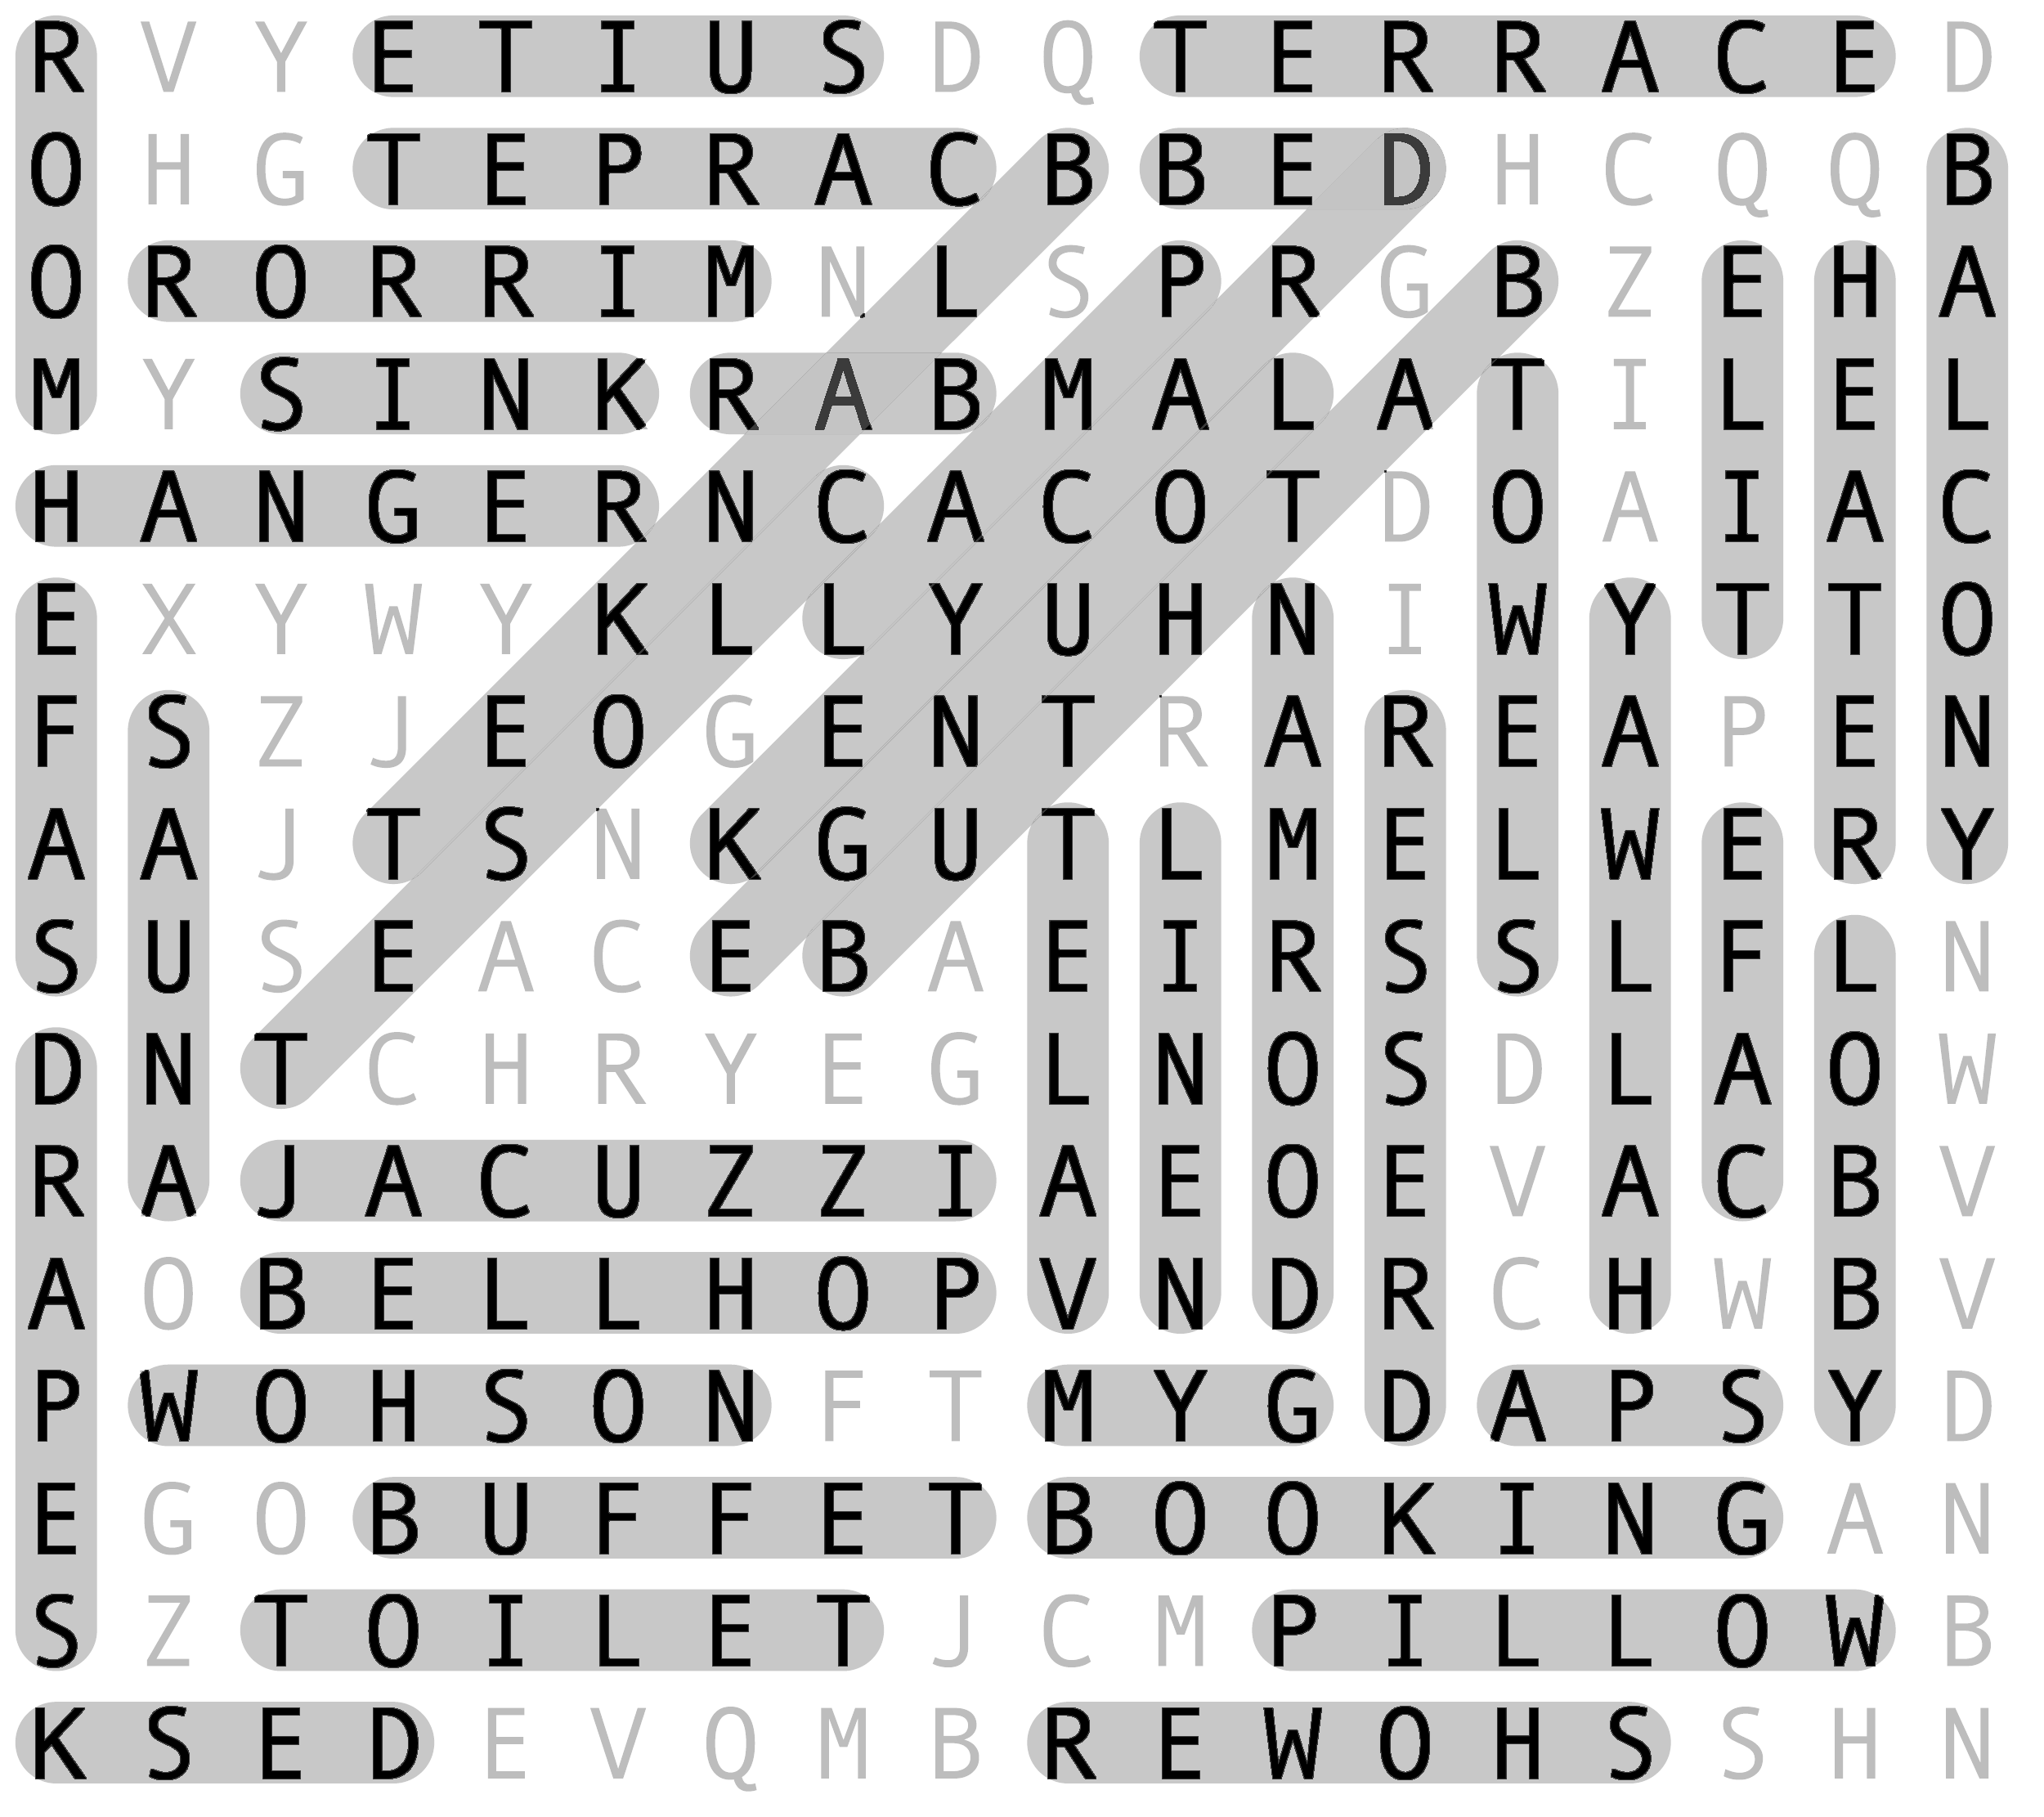 R V Y E T I U S D Q T E R R A C E D
O H G T E P R A C B B E D H C Q Q B
O R O R R I M N L S P R G B Z E H A
M Y S I N K R A B M A L A T I L E L
H A N G E R N C A C O T D O A I A C
E X Y W Y K L L Y U H N I W Y T T O
F S Z J E O G E N T R A R E A P E N
A A J T S N K G U T L M E L W E R Y
S U S E A C E B A E I R S S L F L N
D N T C H R Y E G L N O S D L A O W
R A J A C U Z Z I A E O E V A C B V
A O B E L L H O P V N D R C H W B V
P W O H S O N F T M Y G D A P S Y D
E G O B U F F E T B O O K I N G A N
S Z T O I L E T J C M P I L L O W B
K S E D E V Q M B R E W O H S S H N